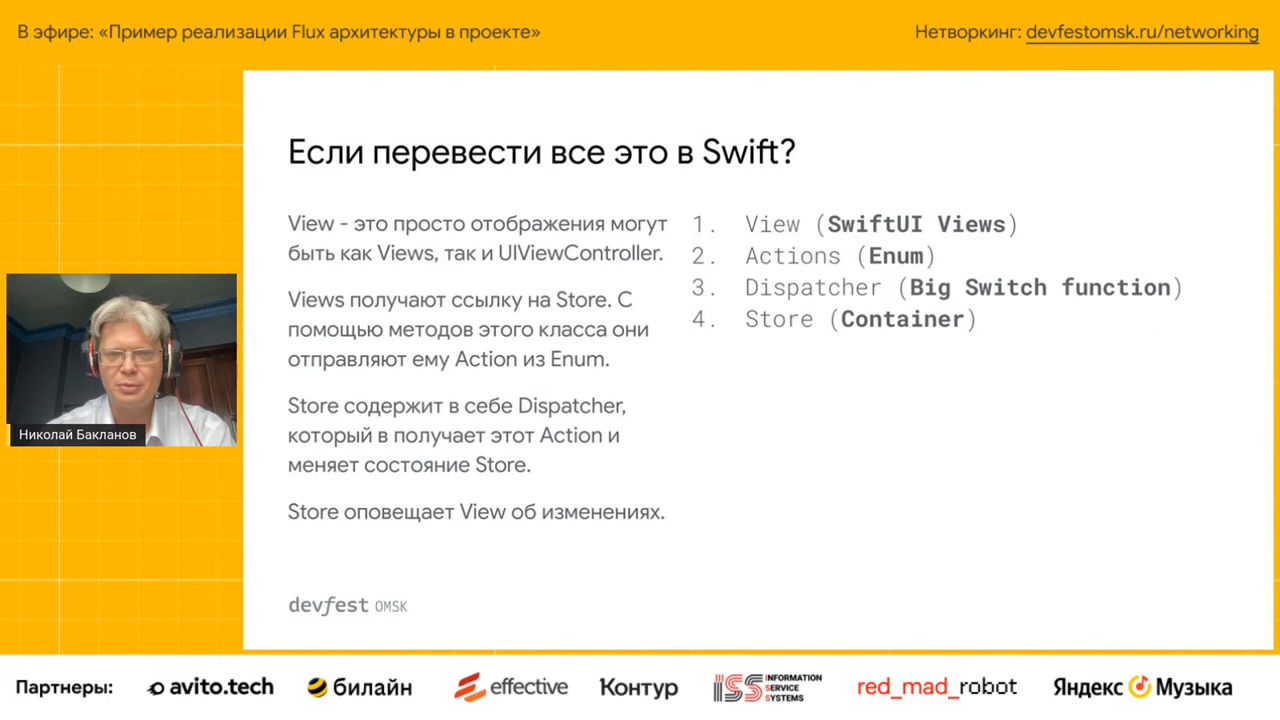 В эфире: «Пример реализации Flux архитектуры в проекте»
Нетворкинг: devfestomsk.ru/networking
Если перевести все это в Swift?
View - это просто отображения могут
быть как Views, так и UIViewController.
Views получают ссылку на Store. С
помощью методов этого класса они
отправляют ему Action из Enum.
Store содержит в себе Dispatcher,
который в получает этот Action и
меняет состояние Store.
Store оповещает View об изменениях.
1. View (SwiftUI Views)
2. Actions (Enum)
3. Dispatcher (Big Switch function)
4. Store (Container)
Николай Бакланов
devfest OMSK
Партнеры:
avito.tech
билайн
effective
Контур
ISS INFORMATION
SERVICE
SYSTEMS
red_mad_robot
Яндекс Музыка